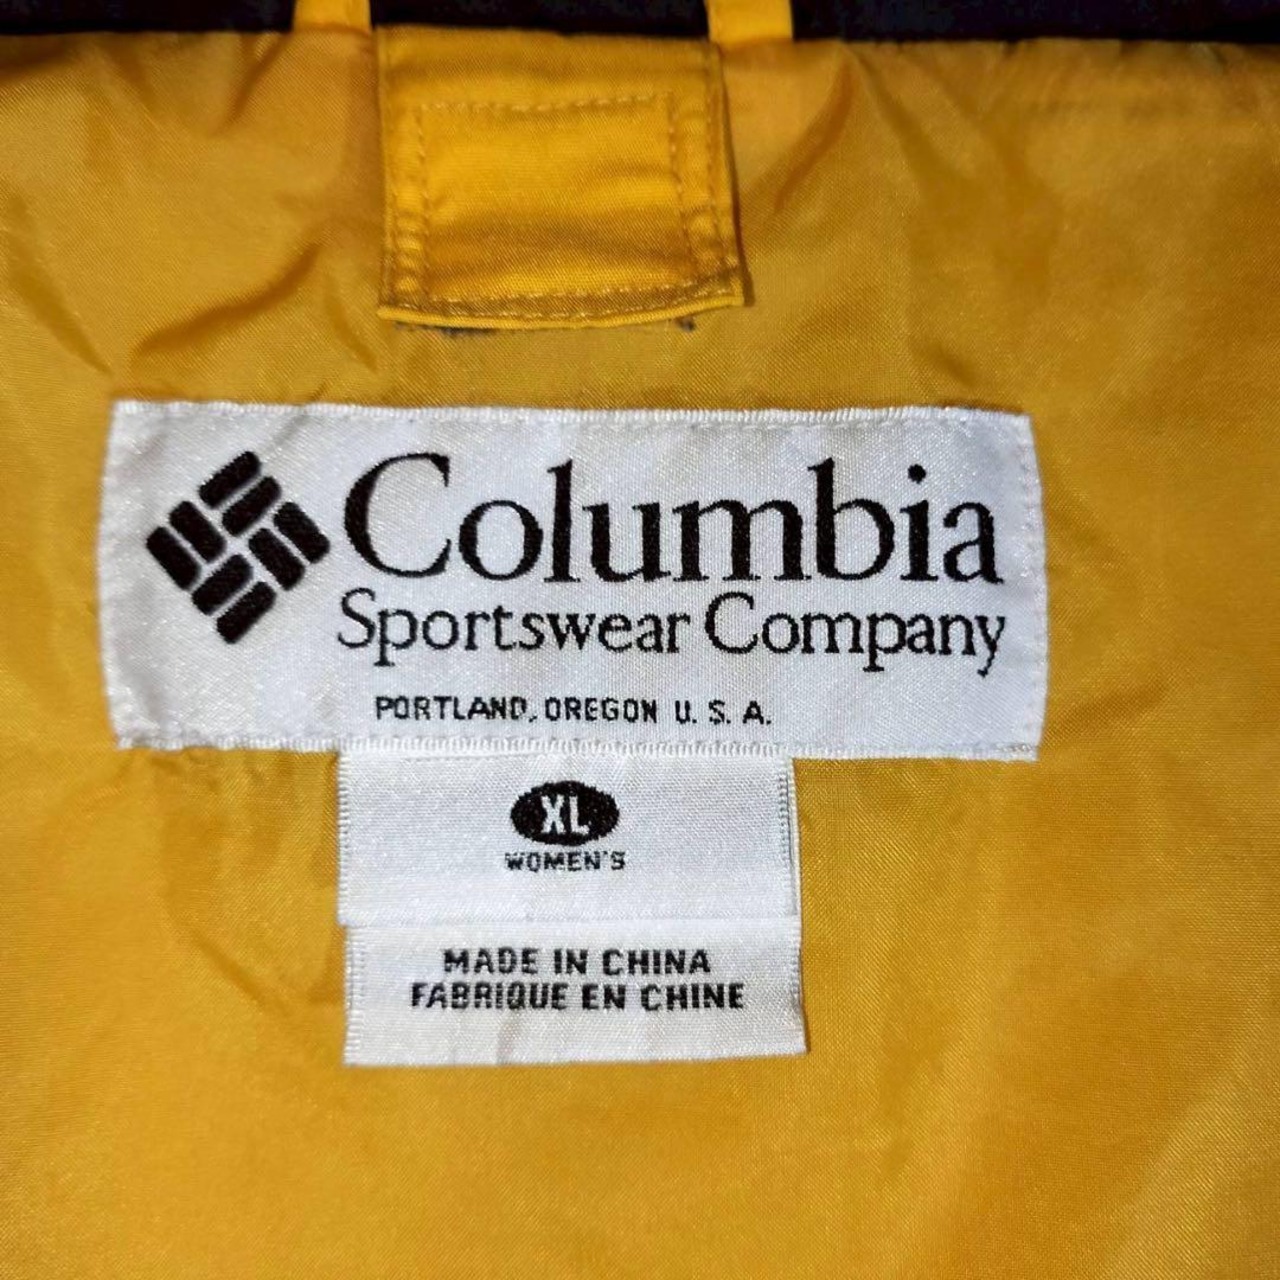 Columbia
Sportswear Company
PORTLAND, OREGON U. S. A.
XL
WOMEN'S
MADE IN CHINA
FABRIQUE EN CHINE